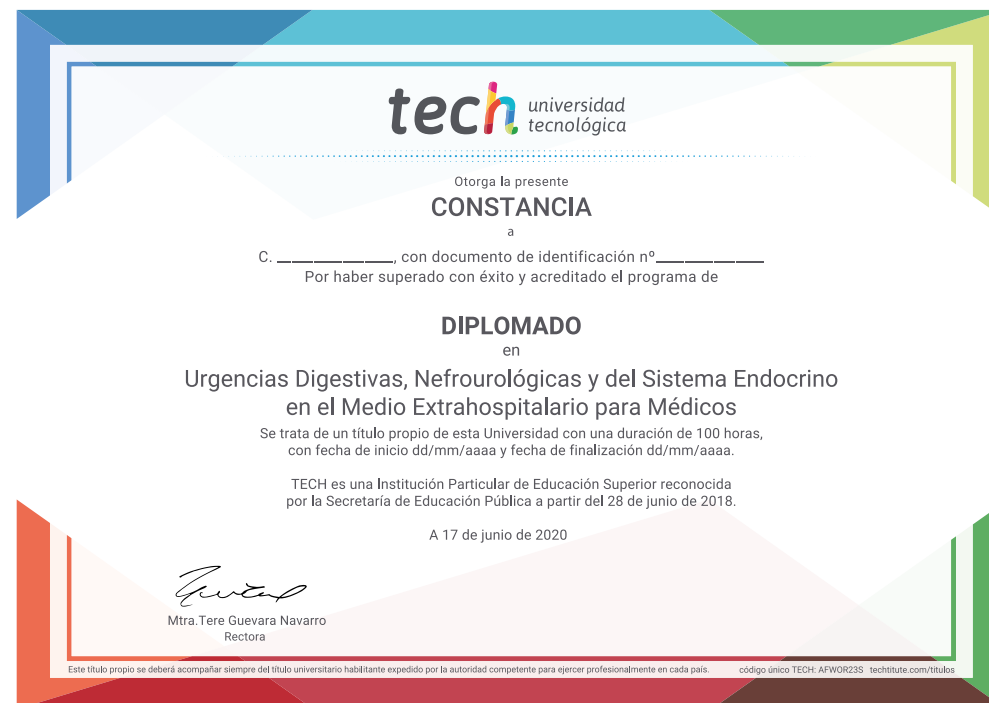 tech universidad
tecnológica
Otorga la presente
CONSTANCIA
a
C. ____________, con documento de identificación nº___________
Por haber superado con éxito y acreditado el programa de
DIPLOMADO
en
Urgencias Digestivas, Nefrourológicas y del Sistema Endocrino
en el Medio Extrahospitalario para Médicos
Se trata de un título propio de esta Universidad con una duración de 100 horas,
con fecha de inicio dd/mm/aaaa y fecha de finalización dd/mm/aaaa.
TECH es una Institución Particular de Educación Superior reconocida
por la Secretaría de Educación Pública a partir del 28 de junio de 2018.
A 17 de junio de 2020
Mtra.Tere Guevara Navarro
Rectora
Este título propio se deberá acompañar siempre del título universitario habilitante expedido por la autoridad competente para ejercer profesionalmente en cada país. código único TECH: AFWOR23S techtitute.com/titulos